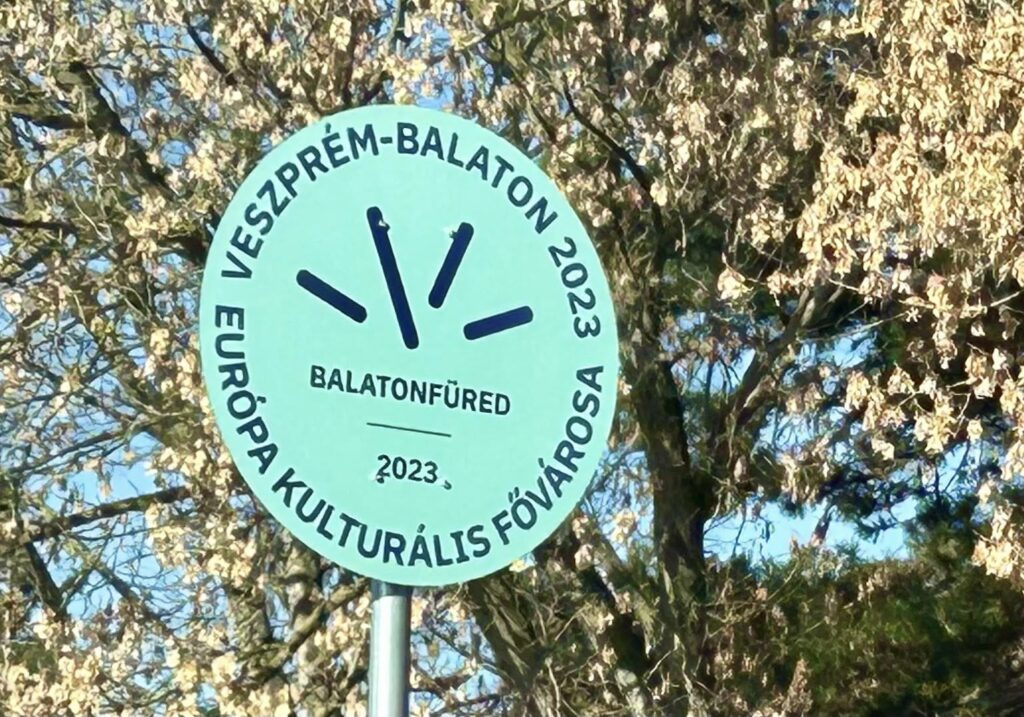 VESZPRÉM-BALATON 2023
BALATONFÜRED
2023
EURÓPA KULTURÁLIS FŐVÁROSA